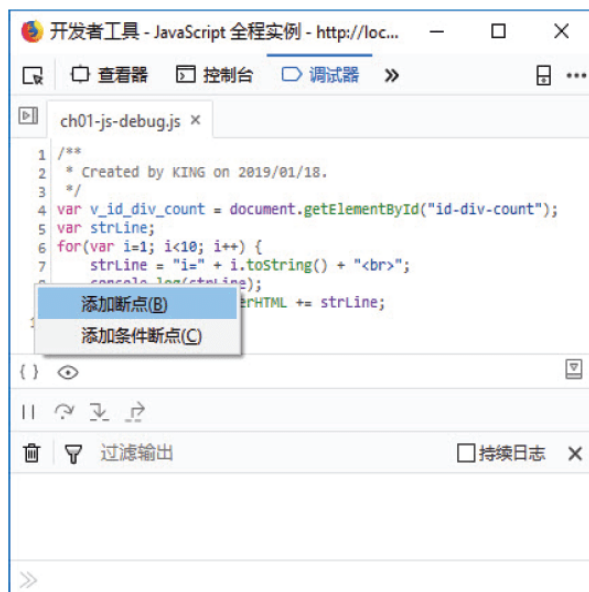 开发者工具 - JavaScript 全程实例 - http://loc...
查看器 控制台 调试器
ch01-js-debug.js
1 /**
2 * Created by KING on 2019/01/18.
3 */
4 var v_id_div_count = document.getElementById("id-div-count");
5 var strLine;
6 for(var i=1; i<10; i++) {
7 strLine = "i=" + i.toString() + "<br>";
console.log(strLine);
添加断点(B) erHTML += strLine;
添加条件断点(C)
{ }
过滤输出 持续日志